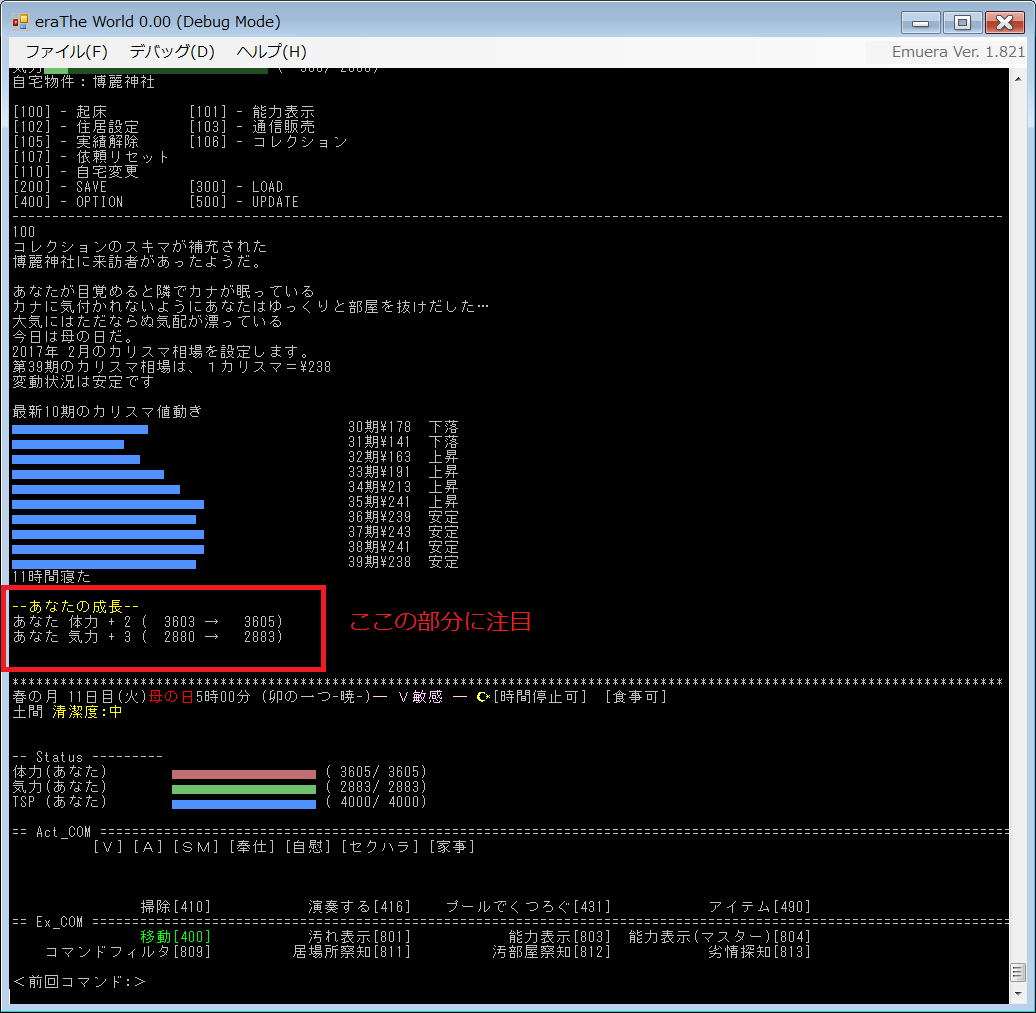 eraThe World 0.00 (Debug Mode)
ファイル(F) デバッグ(D) ヘルプ(H) Emuera Ver. 1.821
自宅物件：博麗神社
[100] - 起床 [101] - 能力表示
[102] - 住居設定 [103] - 通信販売
[105] - 実績解除 [106] - コレクション
[107] - 依頼リセット
[110] - 自宅変更
[200] - SAVE [300] - LOAD
[400] - OPTION [500] - UPDATE
100
コレクションのスキマが補充された
博麗神社に来訪者があったようだ。
あなたが目覚めると隣でカナが眠っている
カナに気付かれないようにあなたはゆっくりと部屋を抜けだした…
大気にはただならぬ気配が漂っている
今日は母の日だ。
2017年 2月のカリスマ相場を設定します。
第39期のカリスマ相場は、１カリスマ＝¥238
変動状況は安定です
最新10期のカリスマ値動き
30期¥178 下落
31期¥141 下落
32期¥163 上昇
33期¥191 上昇
34期¥213 上昇
35期¥241 上昇
36期¥239 安定
37期¥243 安定
38期¥241 安定
39期¥238 安定
11時間寝た
--あなたの成長--
あなた 体力 + 2 ( 3603 → 3605)
あなた 気力 + 3 ( 2880 → 2883)
ここの部分に注目
春の月 11日目(火)母の日5時00分 (卯の一つ-暁-)― Ｖ敏感 ― [時間停止可] [食事可]
土間 清潔度:中
-- Status ---------
体力(あなた) ( 3605/ 3605)
気力(あなた) ( 2883/ 2883)
TSP (あなた) ( 4000/ 4000)
== Act_COM ==
[Ｖ] [Ａ] [ＳＭ] [奉仕] [自慰] [セクハラ] [家事]
掃除[410] 演奏する[416] プールでくつろぐ[431] アイテム[490]
== Ex_COM ==
移動[400] 汚れ表示[801] 能力表示[803] 能力表示(マスター)[804]
コマンドフィルタ[809] 居場所察知[811] 汚部屋察知[812] 劣情探知[813]
＜前回コマンド:＞